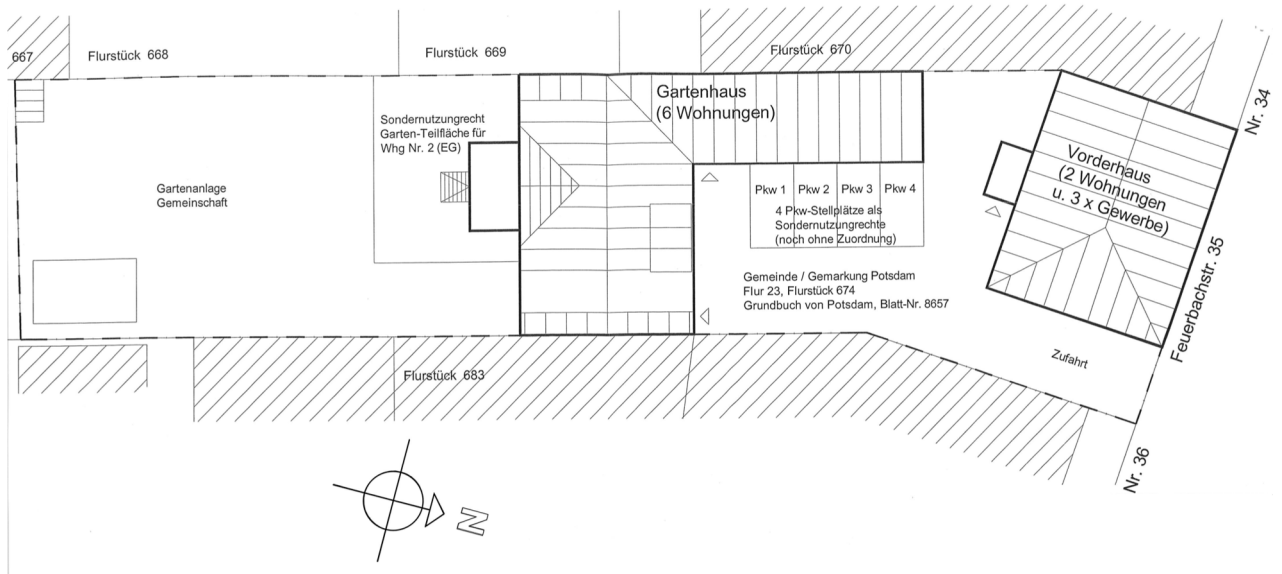 667
Flurstück 668
Flurstück 669
Flurstück 670
Nr. 34
Gartenhaus
(6 Wohnungen)
Sondernutzungrecht
Garten-Teilfläche für
Whg Nr. 2 (EG)
Gartenanlage
Gemeinschaft
Vorderhaus
(2 Wohnungen
u. 3 x Gewerbe)
Pkw 1 Pkw 2 Pkw 3 Pkw 4
4 Pkw-Stellplätze als
Sondernutzungrechte
(noch ohne Zuordnung)
Gemeinde / Gemarkung Potsdam
Flur 23, Flurstück 674
Grundbuch von Potsdam, Blatt-Nr. 8657
Feuerbachstr. 35
Zufahrt
Flurstück 683
Nr. 36
N